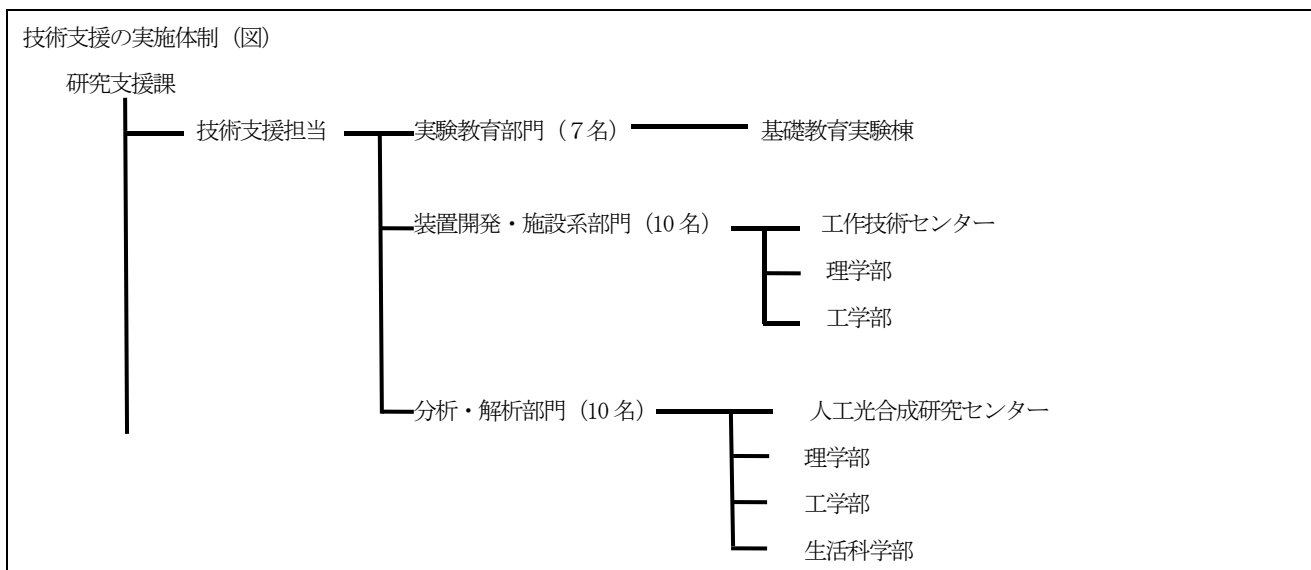 技術支援の実施体制（図）
研究支援課
技術支援担当 実験教育部門（７名） 基礎教育実験棟
装置開発・施設系部門（10 名） 工作技術センター
理学部
工学部
分析・解析部門（10 名） 人工光合成研究センター
理学部
工学部
生活科学部